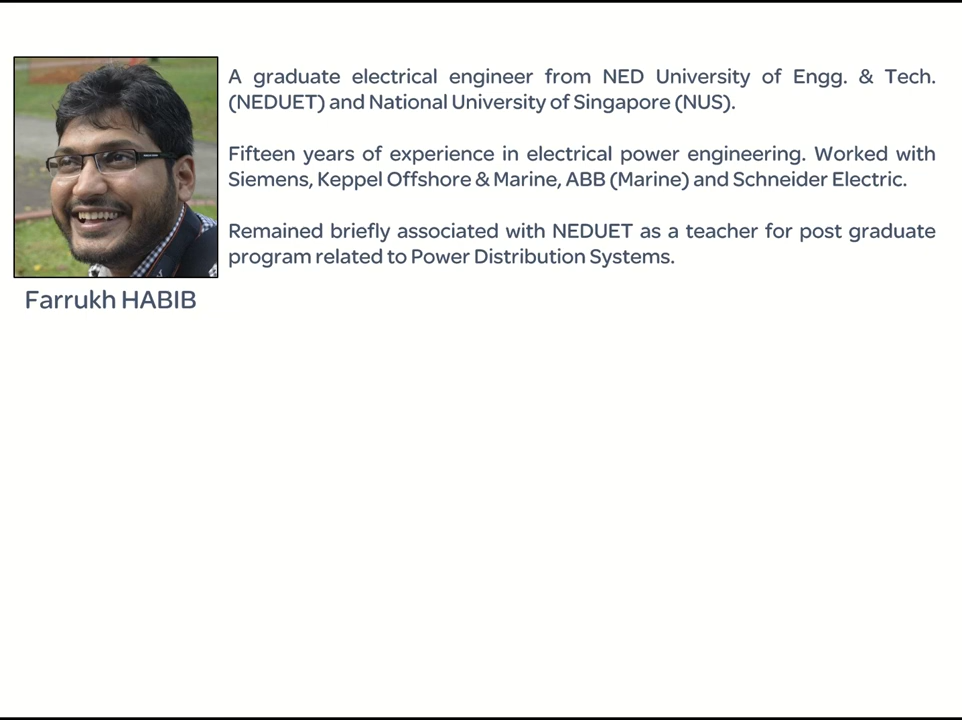 A graduate electrical engineer from NED University of Engg. & Tech.
(NEDUET) and National University of Singapore (NUS).
Fifteen years of experience in electrical power engineering. Worked with
Siemens, Keppel Offshore & Marine, ABB (Marine) and Schneider Electric.
Remained briefly associated with NEDUET as a teacher for post graduate
program related to Power Distribution Systems.
Farrukh HABIB